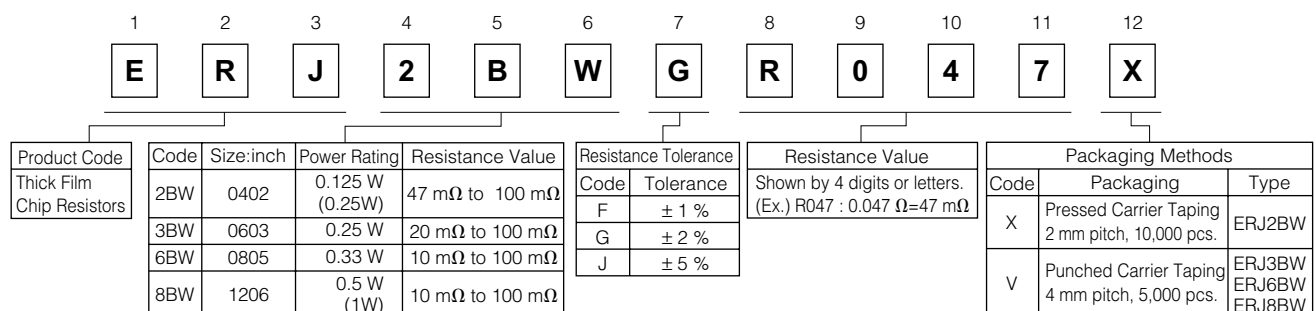 1 2 3 4 5 6 7 8 9 10 11 12
E R J 2 B W G R 0 4 7 X
Product Code
Thick Film
Chip Resistors
Code Size:inch Power Rating Resistance Value
2BW 0402 0.125 W (0.25W) 47 mΩ to 100 mΩ
3BW 0603 0.25 W 20 mΩ to 100 mΩ
6BW 0805 0.33 W 10 mΩ to 100 mΩ
8BW 1206 0.5 W (1W) 10 mΩ to 100 mΩ
Resistance Tolerance
Code Tolerance
F ± 1 %
G ± 2 %
J ± 5 %
Resistance Value
Shown by 4 digits or letters.
(Ex.) R047 : 0.047 Ω=47 mΩ
Packaging Methods
Code Packaging Type
X Pressed Carrier Taping 2 mm pitch, 10,000 pcs. ERJ2BW
V Punched Carrier Taping 4 mm pitch, 5,000 pcs. ERJ3BW ERJ6BW ERJ8BW